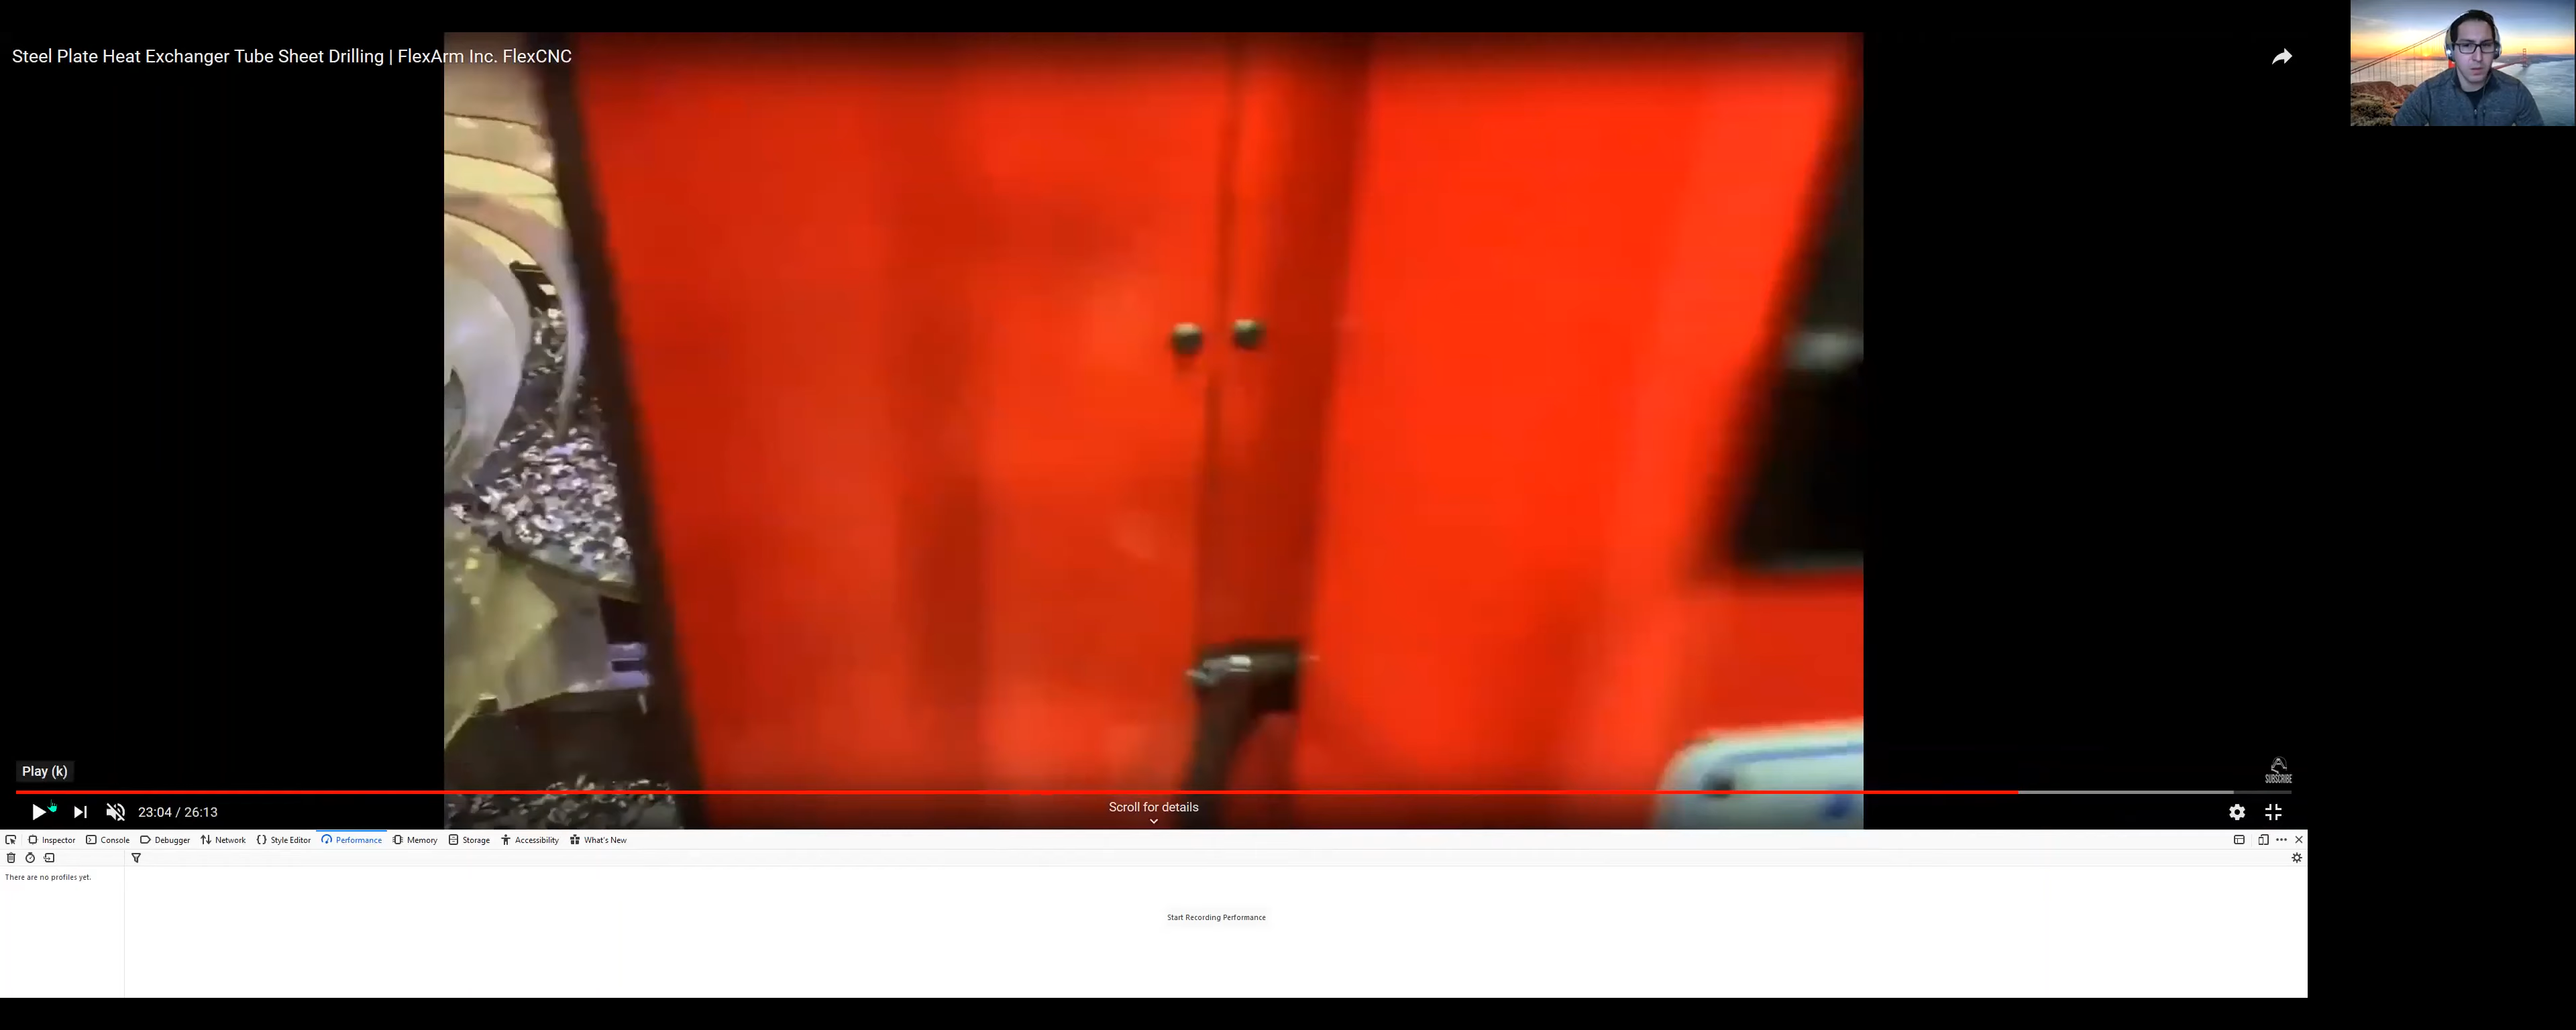 Steel Plate Heat Exchanger Tube Sheet Drilling | FlexArm Inc. FlexCNC
SUBSCRIBE
Play (k)
23:04 / 26:13
Scroll for details
Inspector Console Debugger Network Style Editor Performance Memory Storage Accessibility What's New
There are no profiles yet.
Start Recording Performance